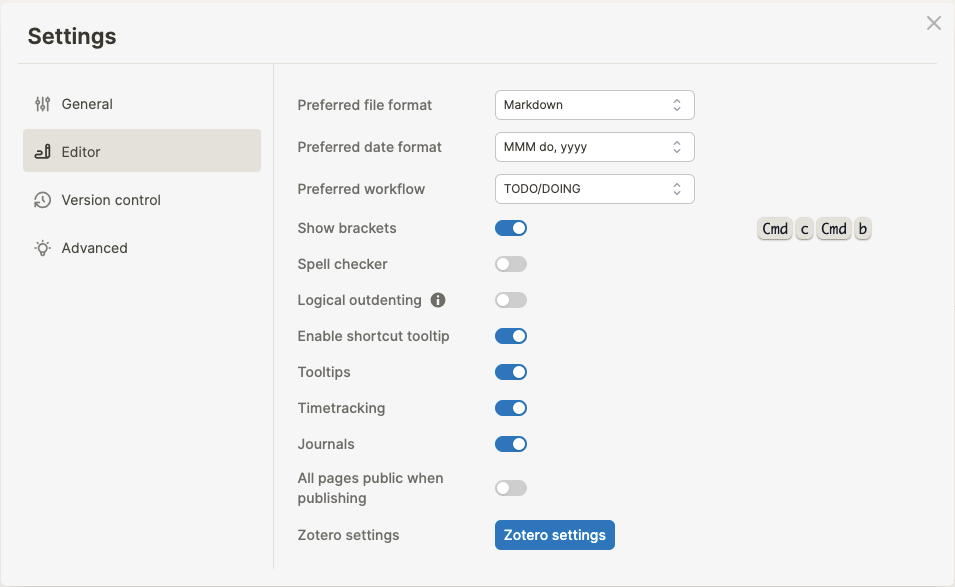 Settings
General
Editor
Version control
Advanced
Preferred file format Markdown
Preferred date format MMM do, yyyy
Preferred workflow TODO/DOING
Show brackets Cmd c Cmd b
Spell checker
Logical outdenting
Enable shortcut tooltip
Tooltips
Timetracking
Journals
All pages public when
publishing
Zotero settings Zotero settings